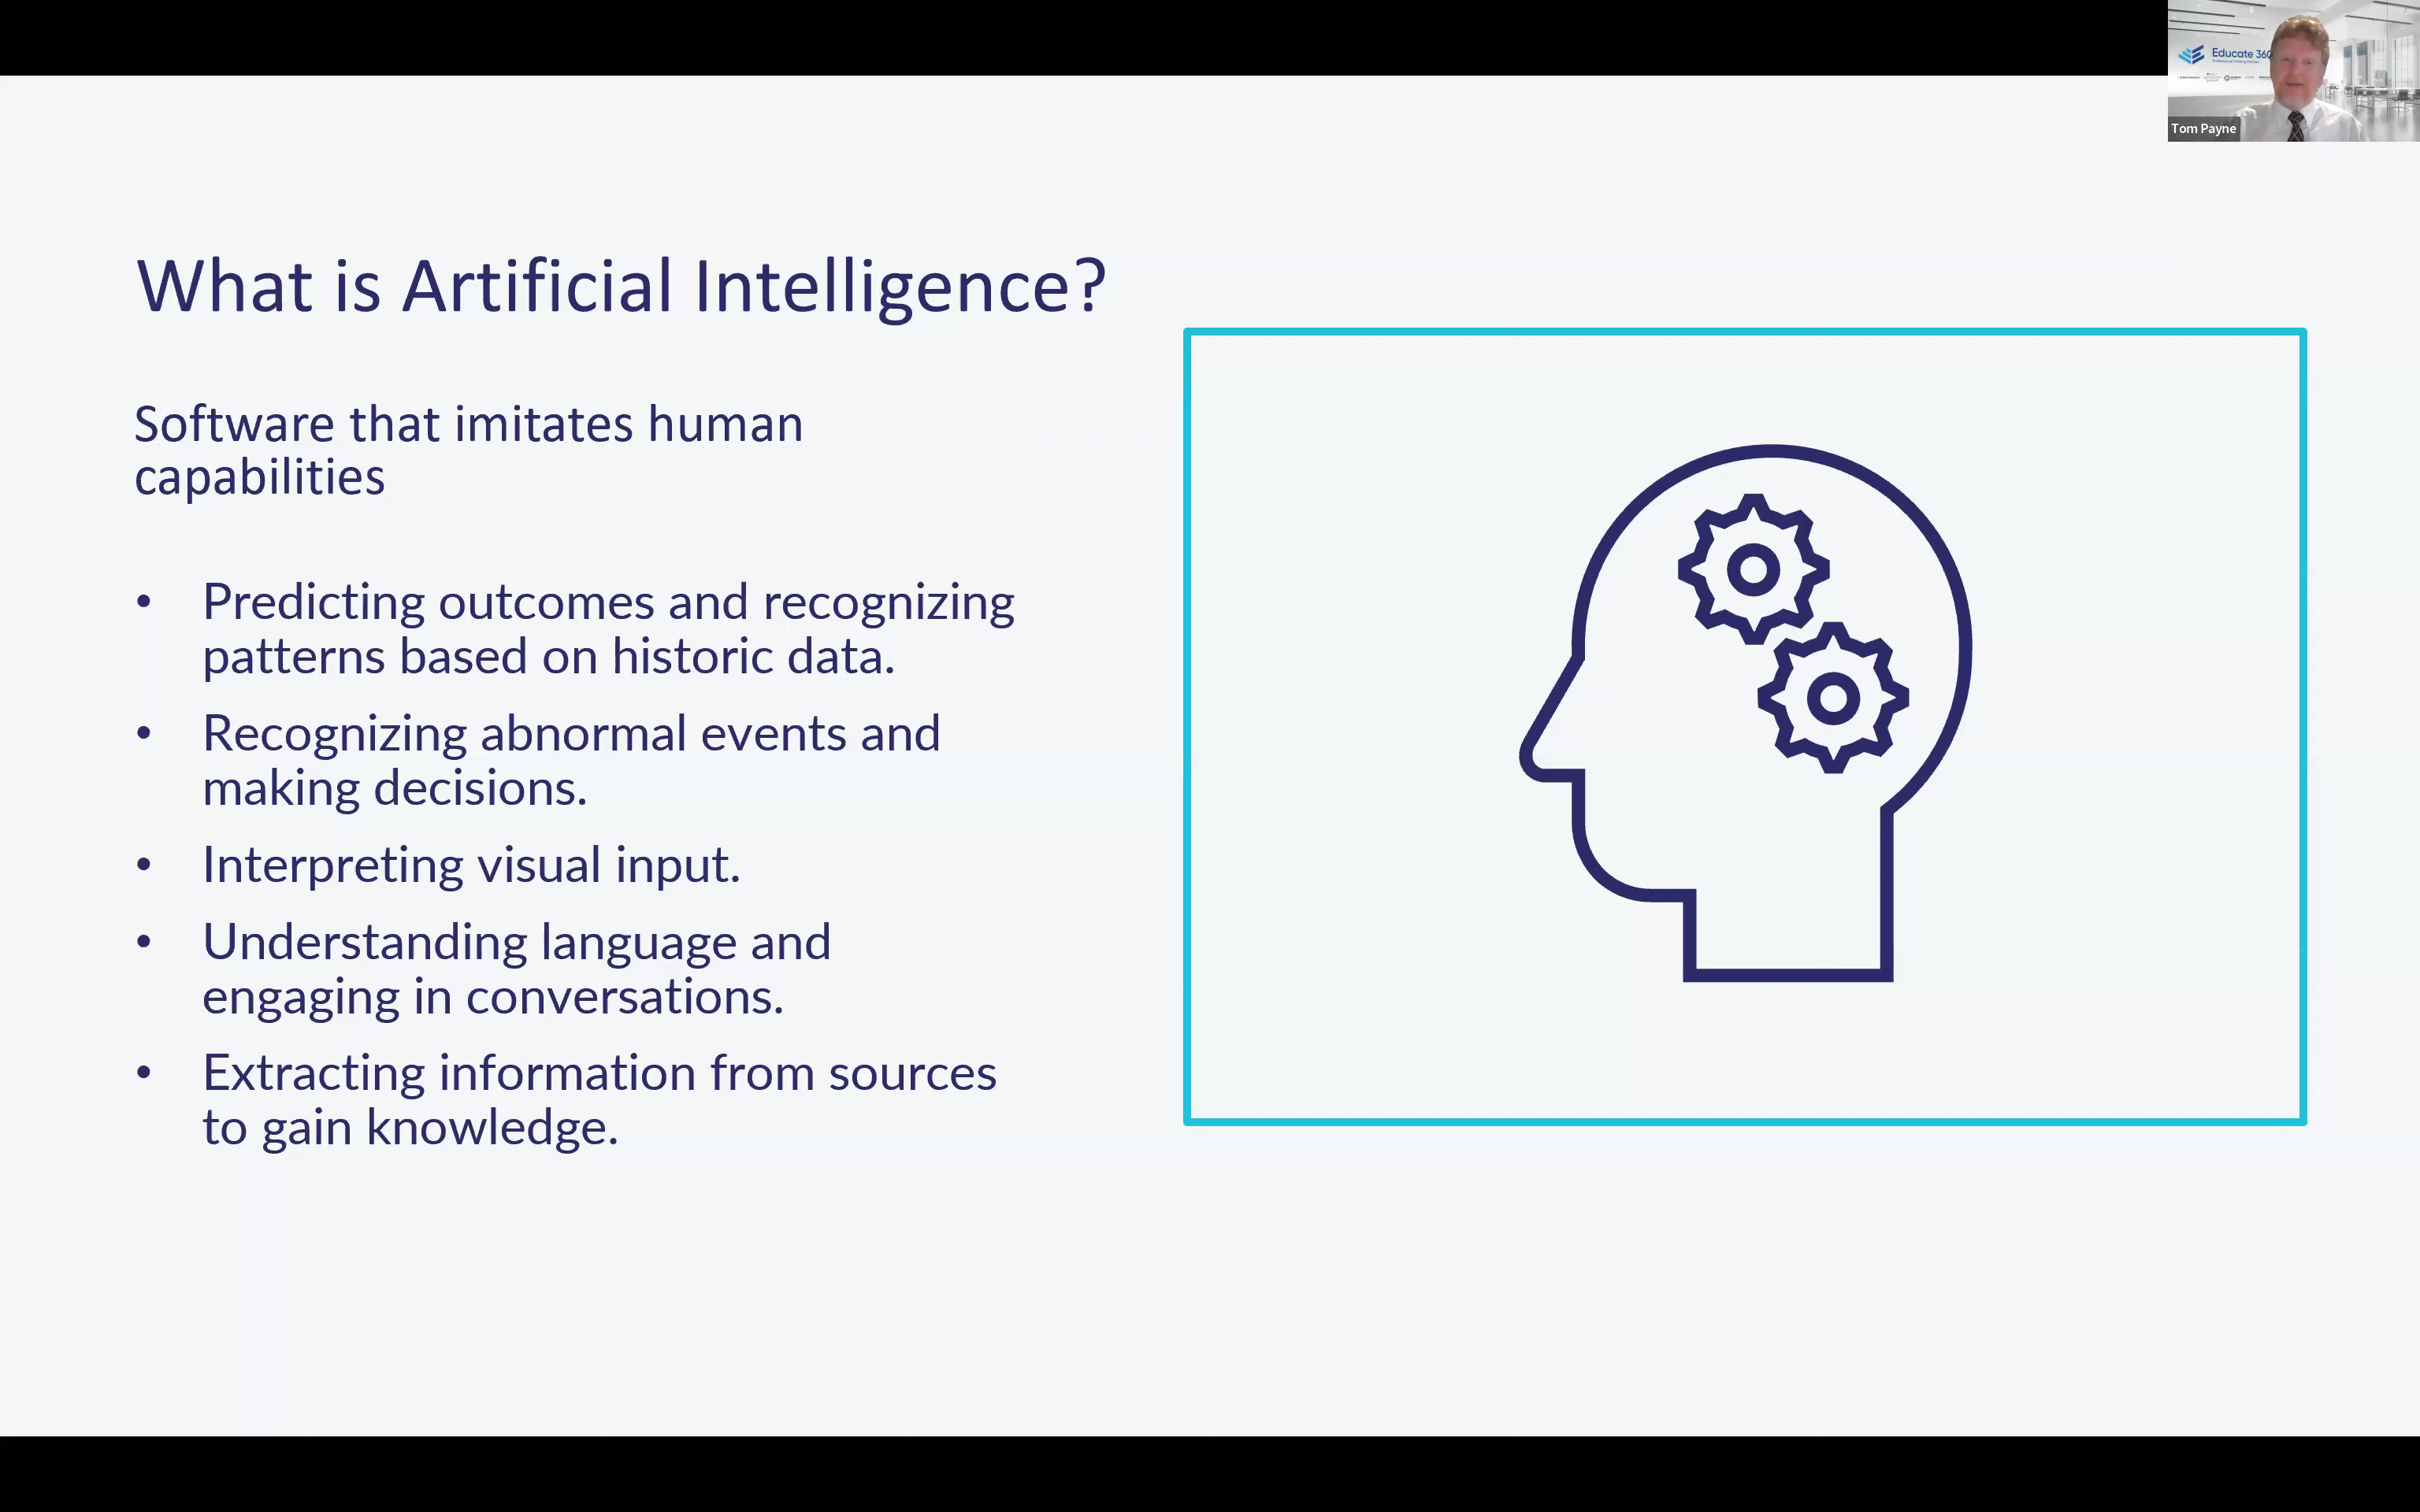 Educate 360
Tom Payne
What is Artificial Intelligence?
Software that imitates human
capabilities
• Predicting outcomes and recognizing
patterns based on historic data.
• Recognizing abnormal events and
making decisions.
• Interpreting visual input.
• Understanding language and
engaging in conversations.
• Extracting information from sources
to gain knowledge.